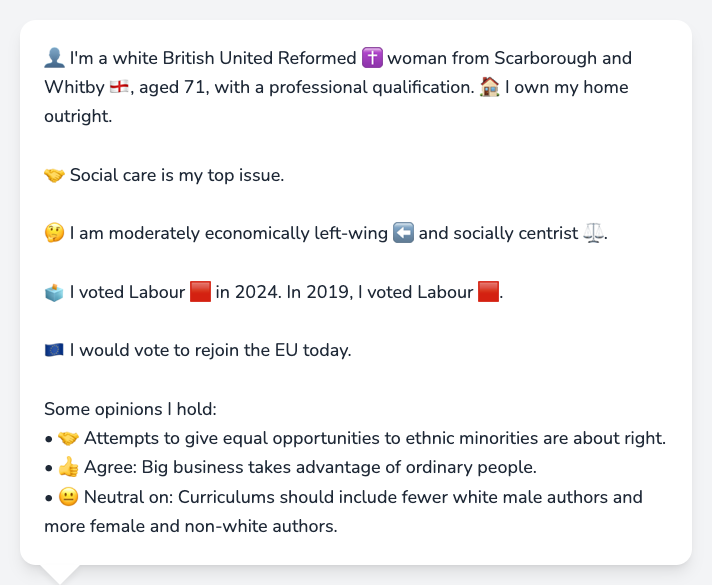 👤 I'm a white British United Reformed ✝️ woman from Scarborough and
Whitby 🏴󠁧󠁢󠁥󠁮󠁧󠁿, aged 71, with a professional qualification. 🏠 I own my home
outright.
🤝 Social care is my top issue.
🤔 I am moderately economically left-wing ⬅️ and socially centrist ⚖️.
🗳️ I voted Labour 🟥 in 2024. In 2019, I voted Labour 🟥.
🇪🇺 I would vote to rejoin the EU today.
Some opinions I hold:
• 🤝 Attempts to give equal opportunities to ethnic minorities are about right.
• 👍 Agree: Big business takes advantage of ordinary people.
• 😐 Neutral on: Curriculums should include fewer white male authors and
more female and non-white authors.